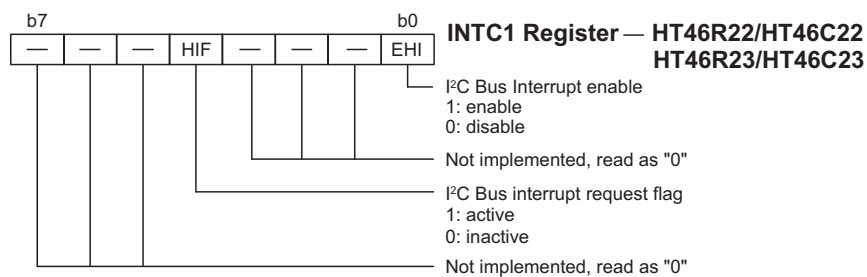 b7 b0
— — — HIF — — — EHI
INTC1 Register — HT46R22/HT46C22
HT46R23/HT46C23
I²C Bus Interrupt enable
1: enable
0: disable
Not implemented, read as "0"
I²C Bus interrupt request flag
1: active
0: inactive
Not implemented, read as "0"